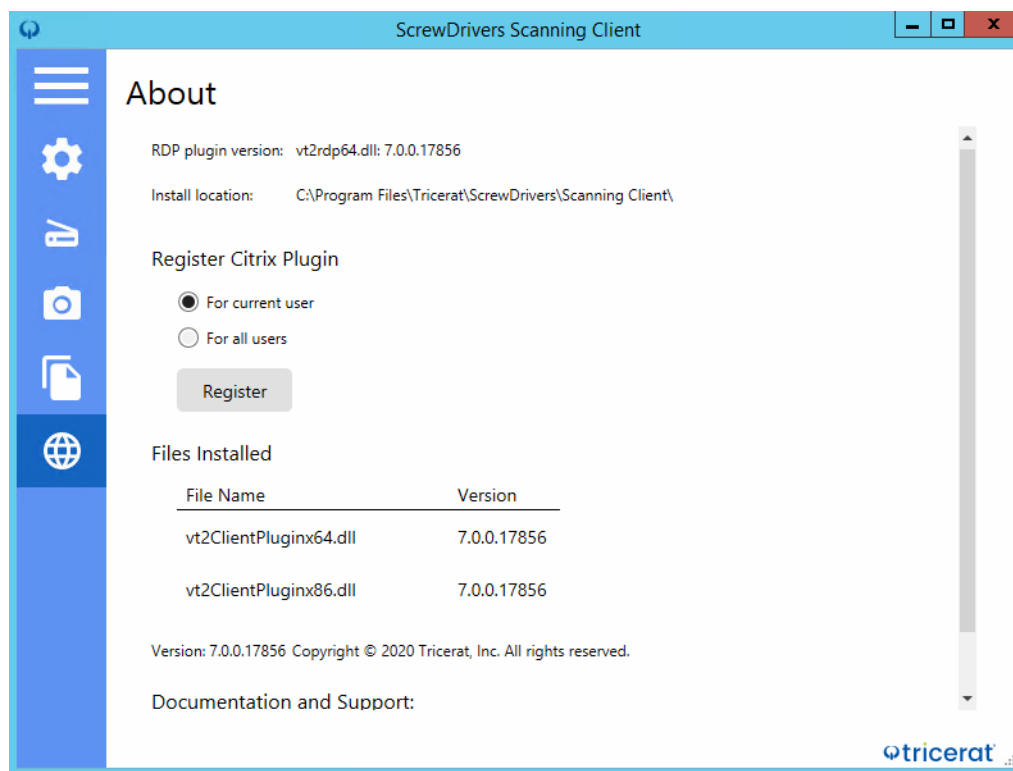 ScrewDrivers Scanning Client
About
RDP plugin version: vt2rdp64.dll: 7.0.0.17856
Install location: C:\Program Files\Tricerat\ScrewDrivers\Scanning Client\
Register Citrix Plugin
For current user
For all users
Register
Files Installed
File Name Version
vt2ClientPluginx64.dll 7.0.0.17856
vt2ClientPluginx86.dll 7.0.0.17856
Version: 7.0.0.17856 Copyright © 2020 Tricerat, Inc. All rights reserved.
Documentation and Support:
tricerat